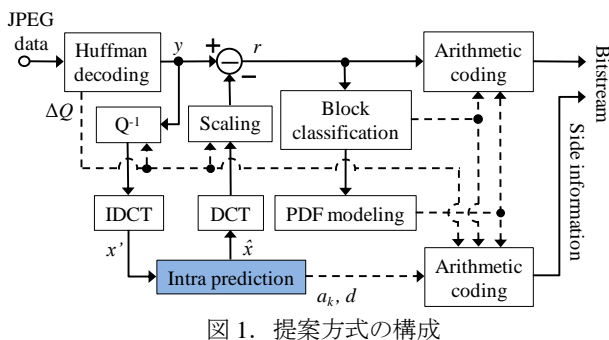 JPEG
data
Huffman
decoding
y
+
−
−
r
Arithmetic
coding
Bitstream
ΔQ
Q⁻¹
Scaling
Block
classification
Side information
IDCT
DCT
PDF modeling
x’
x̂
Intra prediction
aₖ, d
Arithmetic
coding
図 1．提案方式の構成